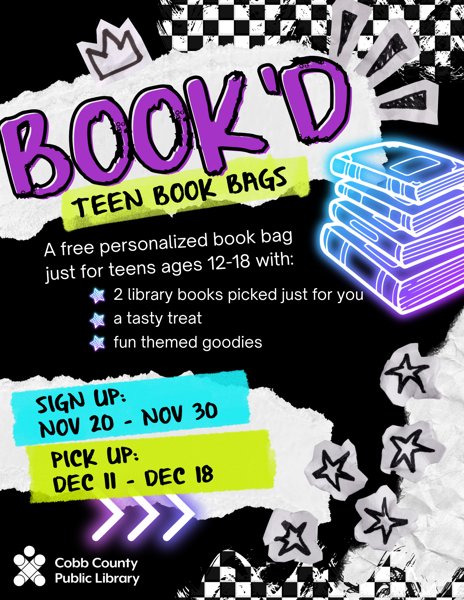 BOOK'D
TEEN BOOK BAGS
A free personalized book bag
just for teens ages 12-18 with:
2 library books picked just for you
a tasty treat
fun themed goodies
SIGN UP:
NOV 20 - NOV 30
PICK UP:
DEC 11 - DEC 18
Cobb County
Public Library